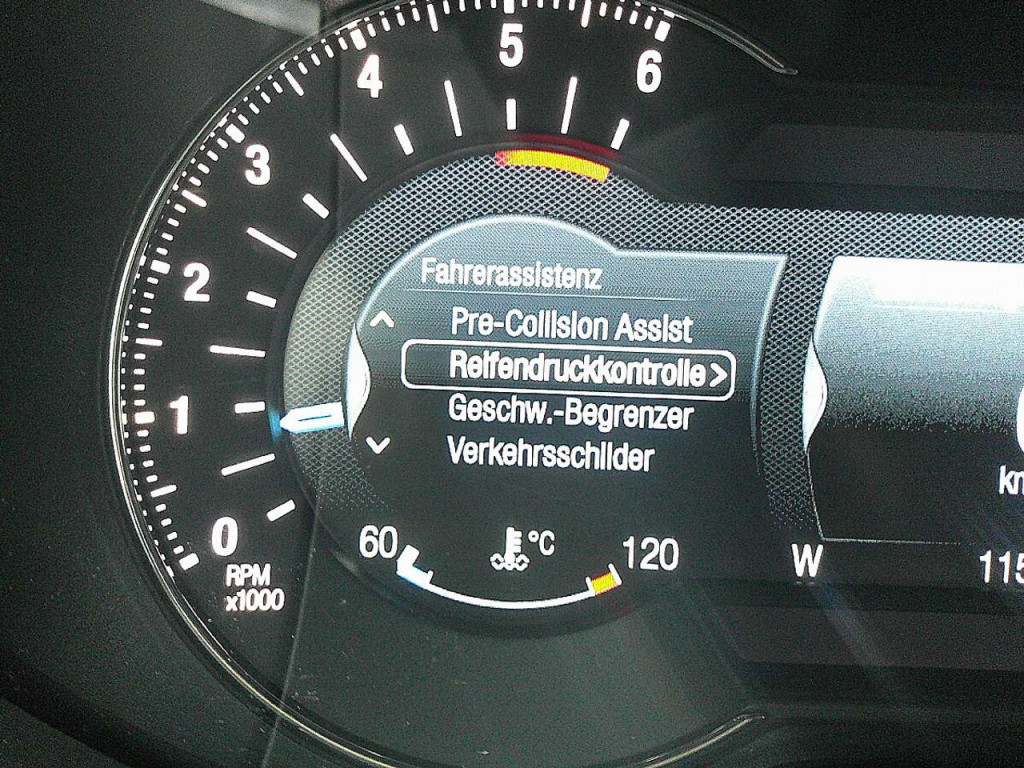 5
4
6
3
2
1
0
RPM
x1000
Fahrerassistenz
Pre-Collision Assist
Reifendruckkontrolle >
Geschw.-Begrenzer
Verkehrsschilder
60 °C 120
W